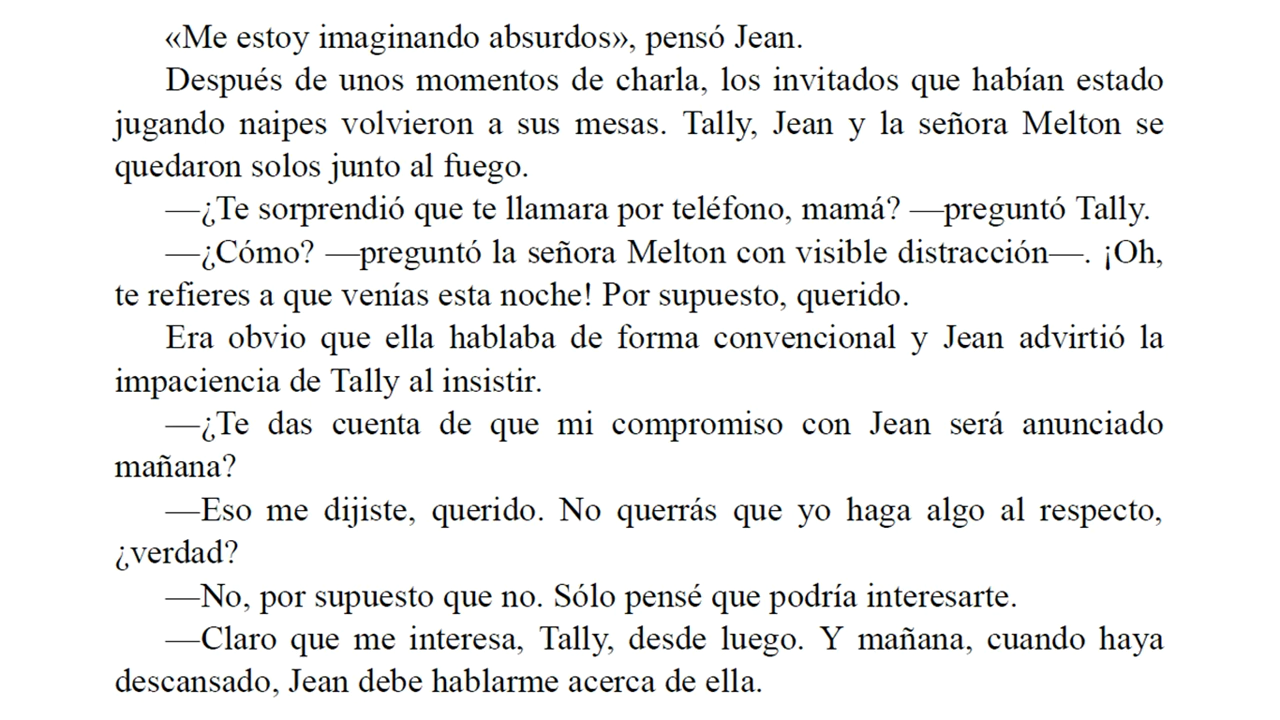 «Me estoy imaginando absurdos», pensó Jean.
Después de unos momentos de charla, los invitados que habían estado
jugando naipes volvieron a sus mesas. Tally, Jean y la señora Melton se
quedaron solos junto al fuego.
—¿Te sorprendió que te llamara por teléfono, mamá? —preguntó Tally.
—¿Cómo? —preguntó la señora Melton con visible distracción—. ¡Oh,
te refieres a que venías esta noche! Por supuesto, querido.
Era obvio que ella hablaba de forma convencional y Jean advirtió la
impaciencia de Tally al insistir.
—¿Te das cuenta de que mi compromiso con Jean será anunciado
mañana?
—Eso me dijiste, querido. No querrás que yo haga algo al respecto,
¿verdad?
—No, por supuesto que no. Sólo pensé que podría interesarte.
—Claro que me interesa, Tally, desde luego. Y mañana, cuando haya
descansado, Jean debe hablarme acerca de ella.